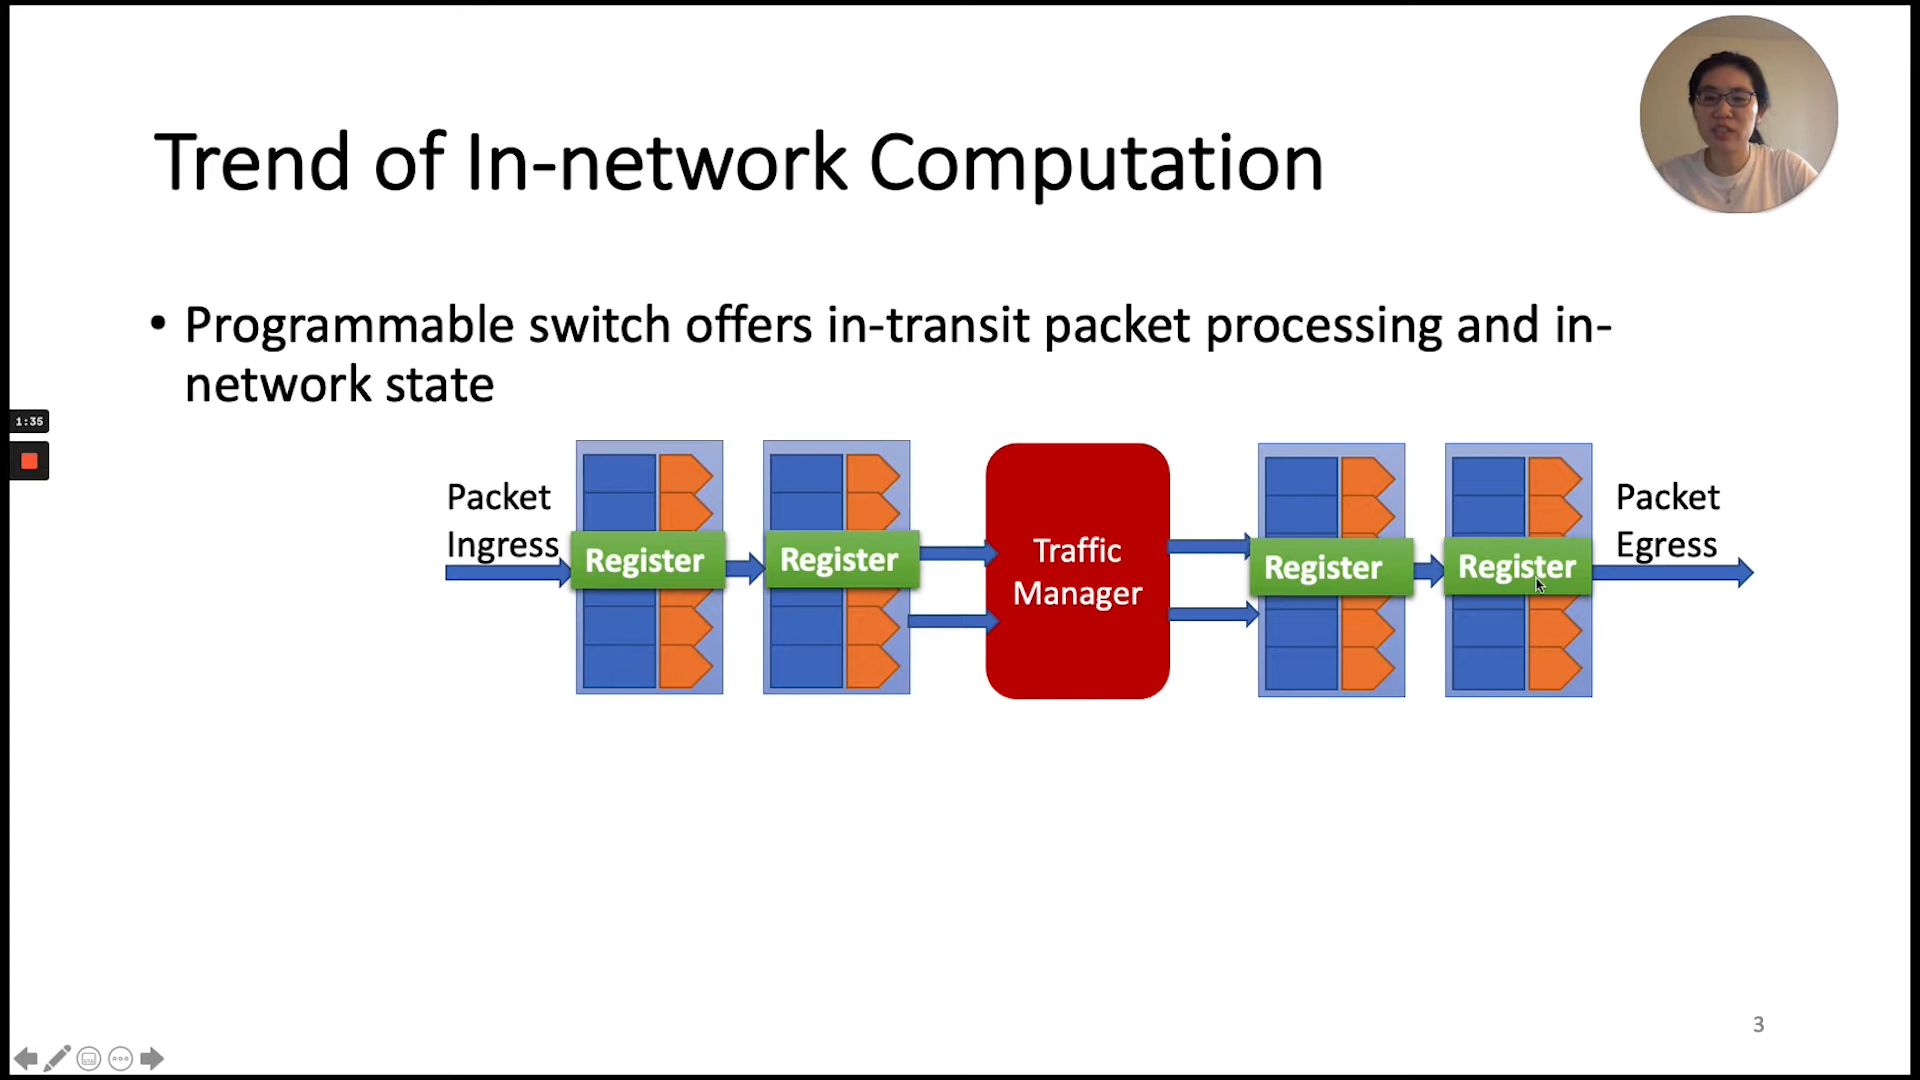 Trend of In-network Computation
• Programmable switch offers in-transit packet processing and in-
network state
1:35
Packet
Ingress
Register
Register
Traffic
Manager
Register
Register
Packet
Egress
3